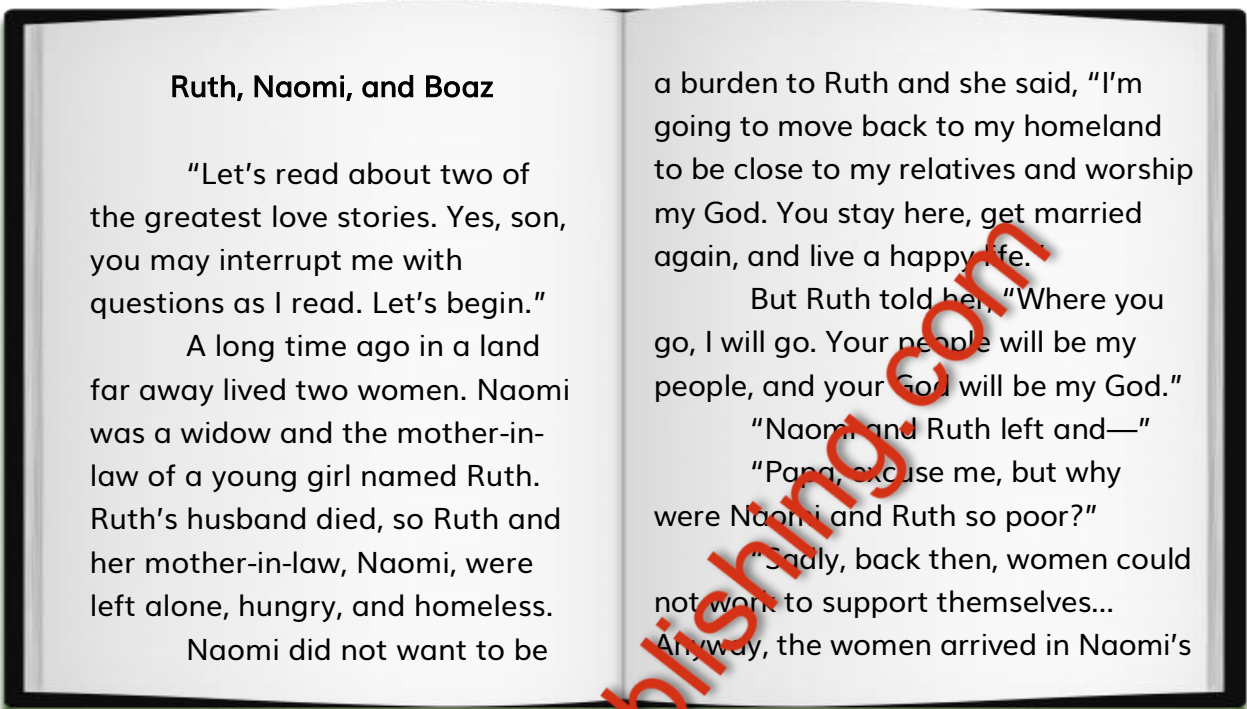 Ruth, Naomi, and Boaz
“Let’s read about two of
the greatest love stories. Yes, son,
you may interrupt me with
questions as I read. Let’s begin.”
A long time ago in a land
far away lived two women. Naomi
was a widow and the mother-in-
law of a young girl named Ruth.
Ruth’s husband died, so Ruth and
her mother-in-law, Naomi, were
left alone, hungry, and homeless.
Naomi did not want to be
a burden to Ruth and she said, “I’m
going to move back to my homeland
to be close to my relatives and worship
my God. You stay here, get married
again, and live a happy life.”
But Ruth told her, “Where you
go, I will go. Your people will be my
people, and your God will be my God.”
“Naomi and Ruth left and—”
“Papa, excuse me, but why
were Naomi and Ruth so poor?”
“Sadly, back then, women could
not work to support themselves...
Anyway, the women arrived in Naomi’s
blishing.com